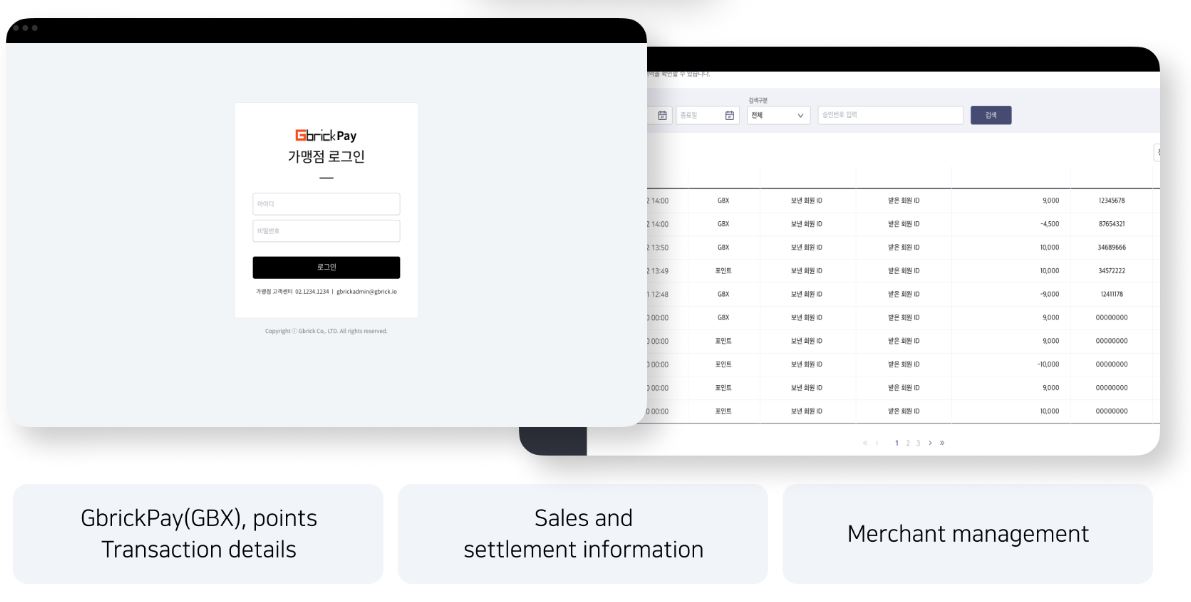 Gbrick Pay
가맹점 로그인
아이디
비밀번호
로그인
가맹점 고객센터 02.1234.1234 | gbrickadmin@gbrick.io
Copyright ⓒ Gbrick Co,. LTD. All rights reserved.
확인할 수 있습니다.
검색구분
종료일
전체
승인번호 입력
검색
2 14:00 GBX 보낸 회원 ID 받은 회원 ID 9,000 12345678
2 14:00 GBX 보낸 회원 ID 받은 회원 ID -4,500 87654321
2 13:50 GBX 보낸 회원 ID 받은 회원 ID 10,000 34689666
2 13:49 포인트 보낸 회원 ID 받은 회원 ID 10,000 34572222
1 12:48 GBX 보낸 회원 ID 받은 회원 ID -9,000 12411178
0 00:00 GBX 보낸 회원 ID 받은 회원 ID 9,000 00000000
0 00:00 포인트 보낸 회원 ID 받은 회원 ID 9,000 00000000
0 00:00 포인트 보낸 회원 ID 받은 회원 ID -10,000 00000000
0 00:00 포인트 보낸 회원 ID 받은 회원 ID 9,000 00000000
0 00:00 포인트 보낸 회원 ID 받은 회원 ID 10,000 00000000
« ‹ 1 2 3 › »
GbrickPay(GBX), points
Transaction details
Sales and
settlement information
Merchant management